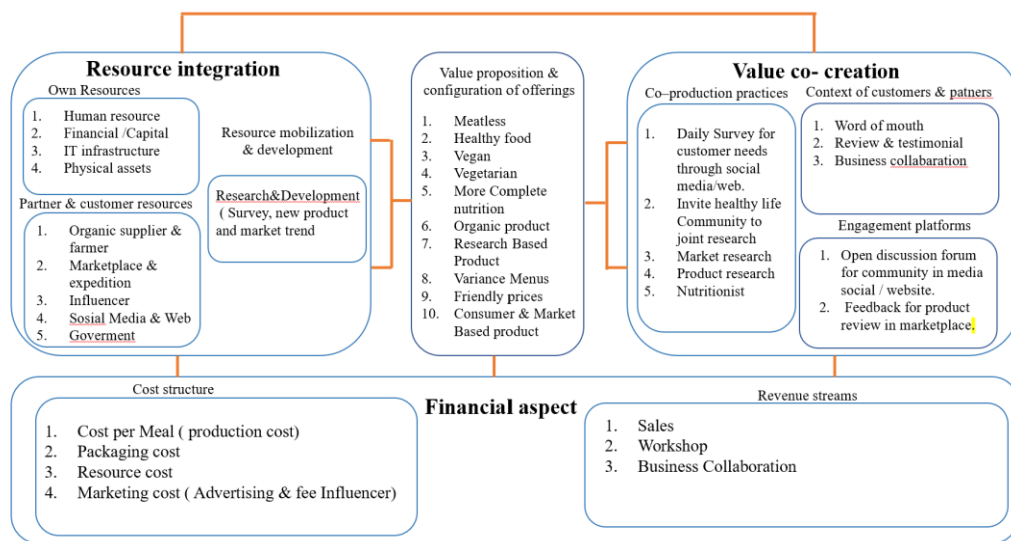 Resource integration
Own Resources
1. Human resource
2. Financial /Capital
3. IT infrastructure
4. Physical assets
Partner & customer resources
1. Organic supplier &
farmer
2. Marketplace &
expedition
3. Influencer
4. Sosial Media & Web
5. Goverment
Resource mobilization
& development
Research&Development
( Survey, new product
and market trend
Value proposition &
configuration of offerings
1. Meatless
2. Healthy food
3. Vegan
4. Vegetarian
5. More Complete
nutrition
6. Organic product
7. Research Based
Product
8. Variance Menus
9. Friendly prices
10. Consumer & Market
Based product
Value co- creation
Co–production practices
1. Daily Survey for
customer needs
through social
media/web.
2. Invite healthy life
Community to
joint research
3. Market research
4. Product research
5. Nutritionist
Context of customers & patners
1. Word of mouth
2. Review & testimonial
3. Business collabaration
Engagement platforms
1. Open discussion forum
for community in media
social / website.
2. Feedback for product
review in marketplace.
Financial aspect
Cost structure
1. Cost per Meal ( production cost)
2. Packaging cost
3. Resource cost
4. Marketing cost ( Advertising & fee Influencer)
Revenue streams
1. Sales
2. Workshop
3. Business Collaboration